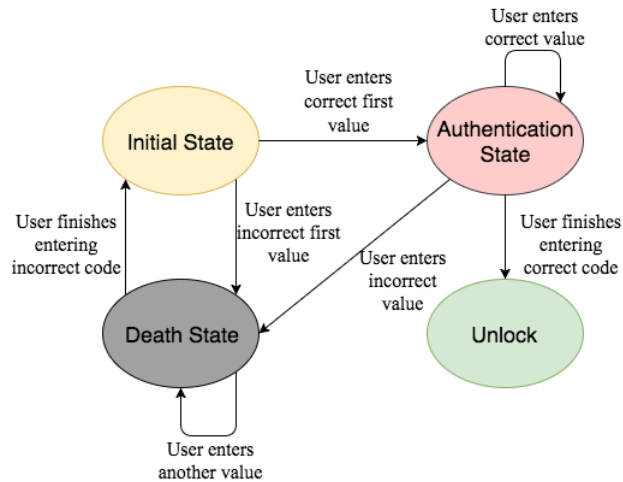 User enters
correct value
User enters
correct first
value
Initial State
Authentication
State
User finishes
entering
incorrect code
User enters
incorrect first
value
User enters
incorrect
value
User finishes
entering
correct code
Death State
Unlock
User enters
another value